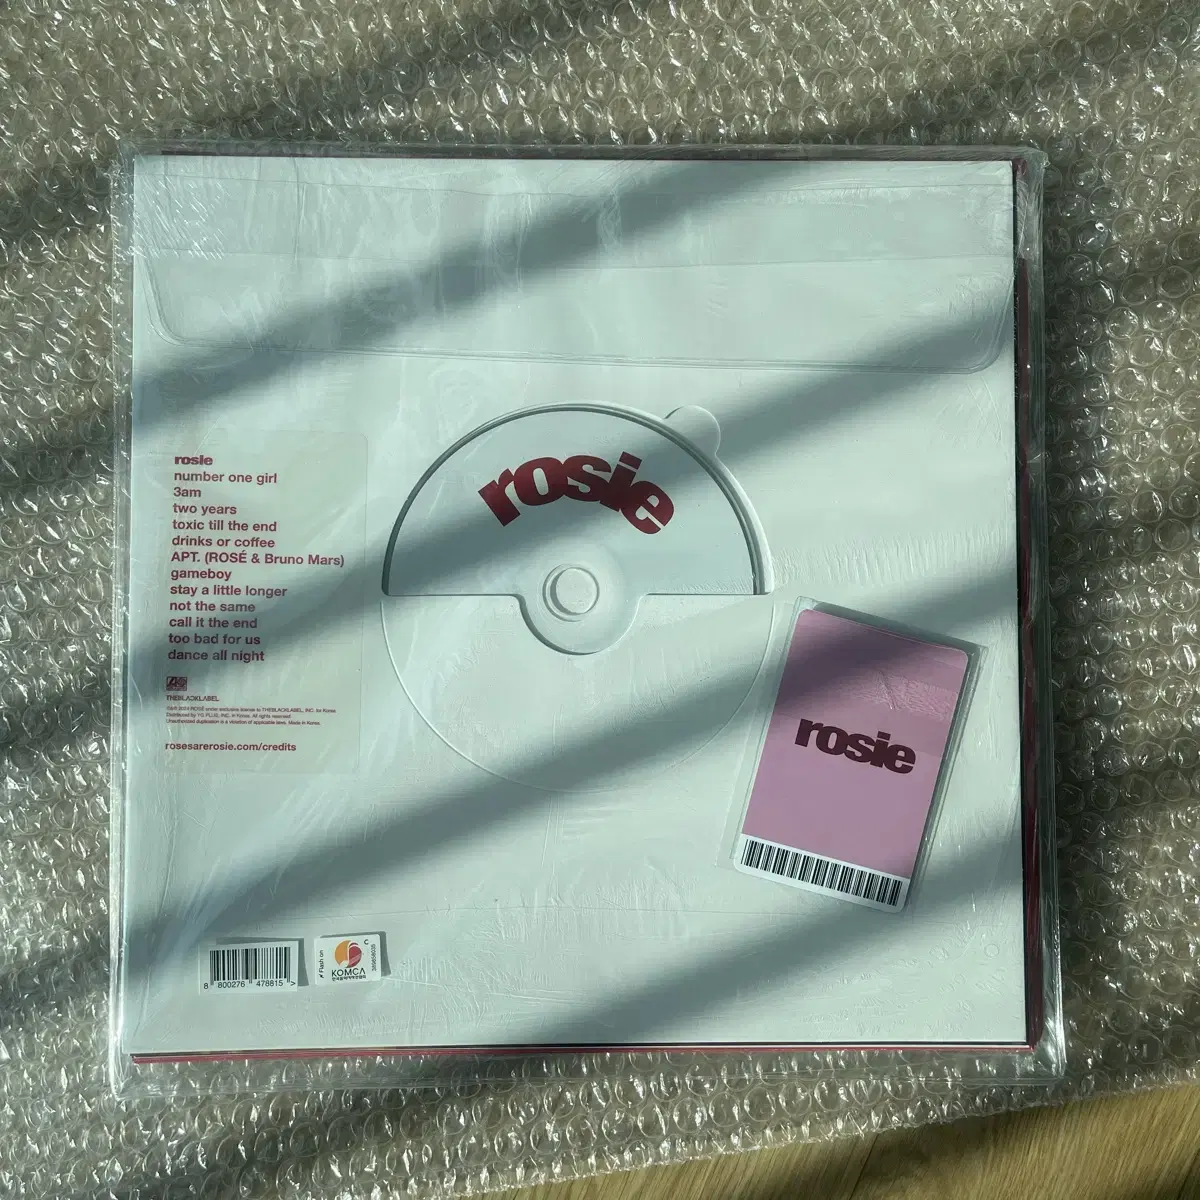 rosie
number one girl
3am
two years
toxic till the end
drinks or coffee
APT. (ROSÉ & Bruno Mars)
gameboy
stay a little longer
not the same
call it the end
too bad for us
dance all night
THEBLACKLABEL
rosesarerosie.com/credits
rosie
rosie
8 800276 478815 >
Flash on
KOMCA
C